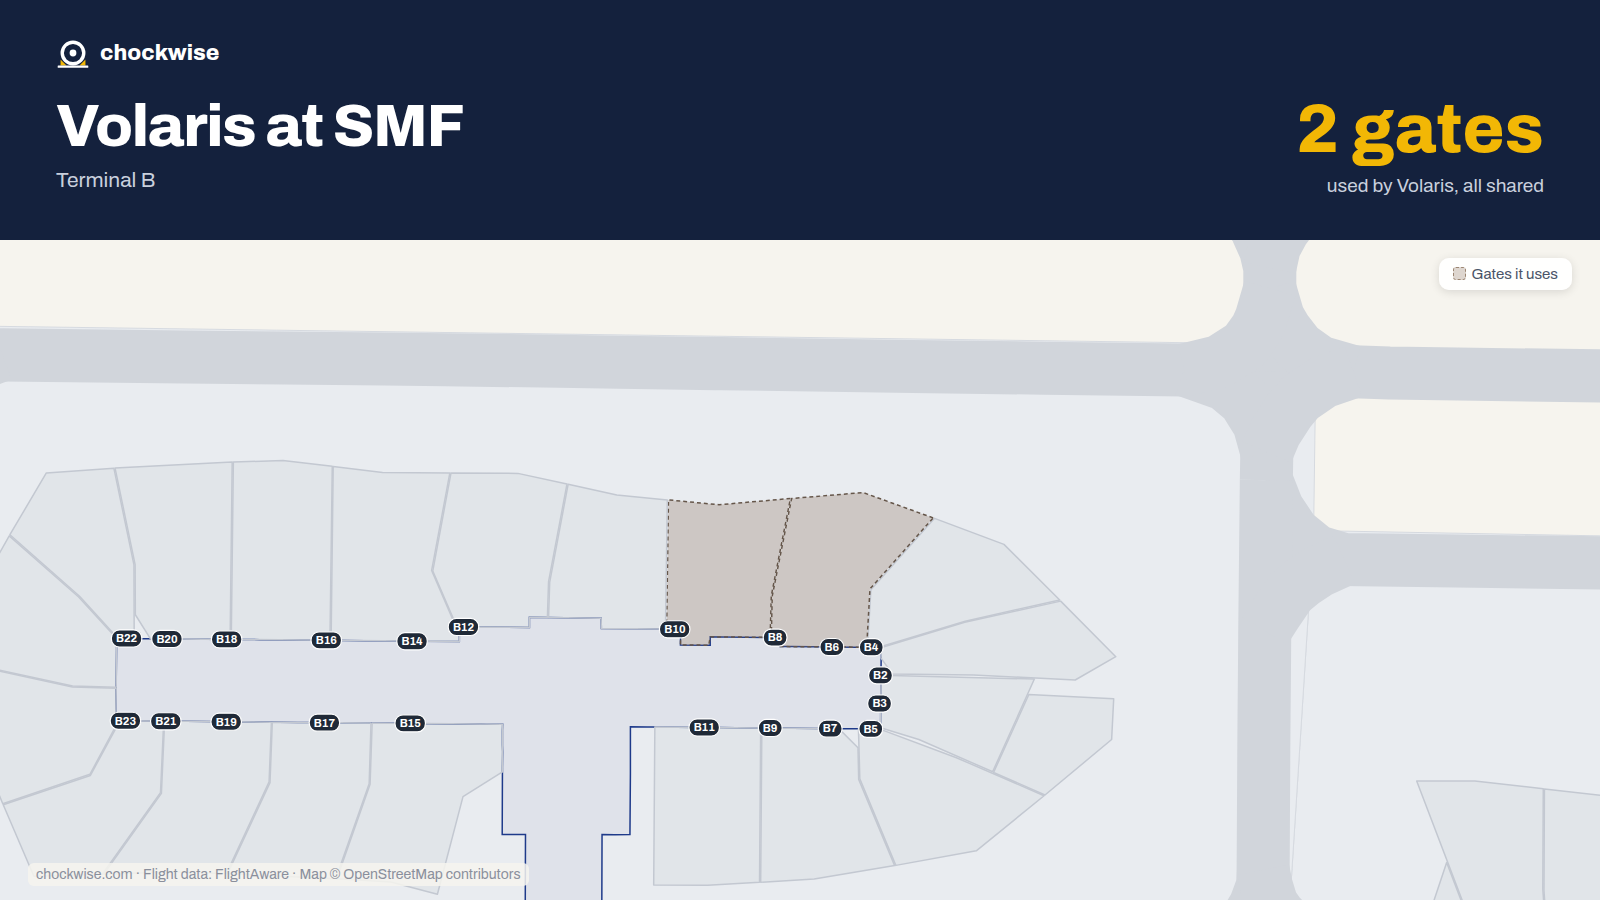 chockwise
Volaris at SMF
Terminal B
2 gates
used by Volaris, all shared
Gates it uses
B22 B20 B18 B16 B14 B12 B10 B8 B6 B4
B2
B3
B23 B21 B19 B17 B15 B11 B9 B7 B5
chockwise.com · Flight data: FlightAware · Map © OpenStreetMap contributors